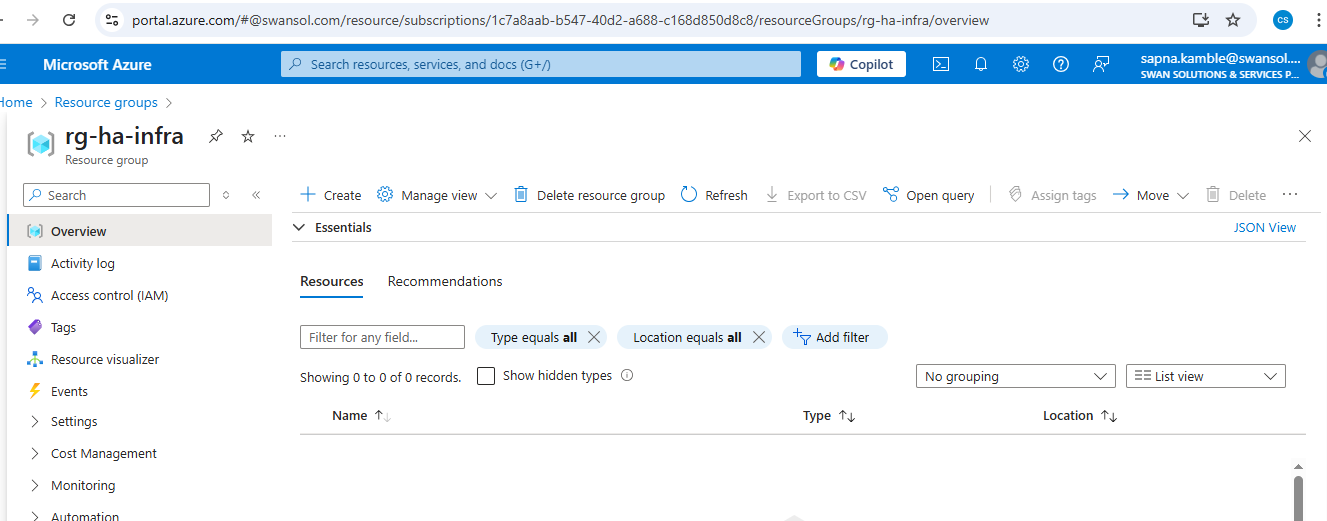 portal.azure.com/#@swansol.com/resource/subscriptions/1c7a8aab-b547-40d2-a688-c168d850d8c8/resourceGroups/rg-ha-infra/overview
CS
Microsoft Azure
Search resources, services, and docs (G+/)
Copilot
sapna.kamble@swansol....
SWAN SOLUTIONS & SERVICES P...
Home > Resource groups >
rg-ha-infra
Resource group
Search
Create
Manage view
Delete resource group
Refresh
Export to CSV
Open query
Assign tags
Move
Delete
Overview
Activity log
Access control (IAM)
Tags
Resource visualizer
Events
Settings
Cost Management
Monitoring
Automation
Essentials
JSON View
Resources
Recommendations
Filter for any field...
Type equals all
Location equals all
Add filter
Showing 0 to 0 of 0 records.
Show hidden types
No grouping
List view
Name
Type
Location